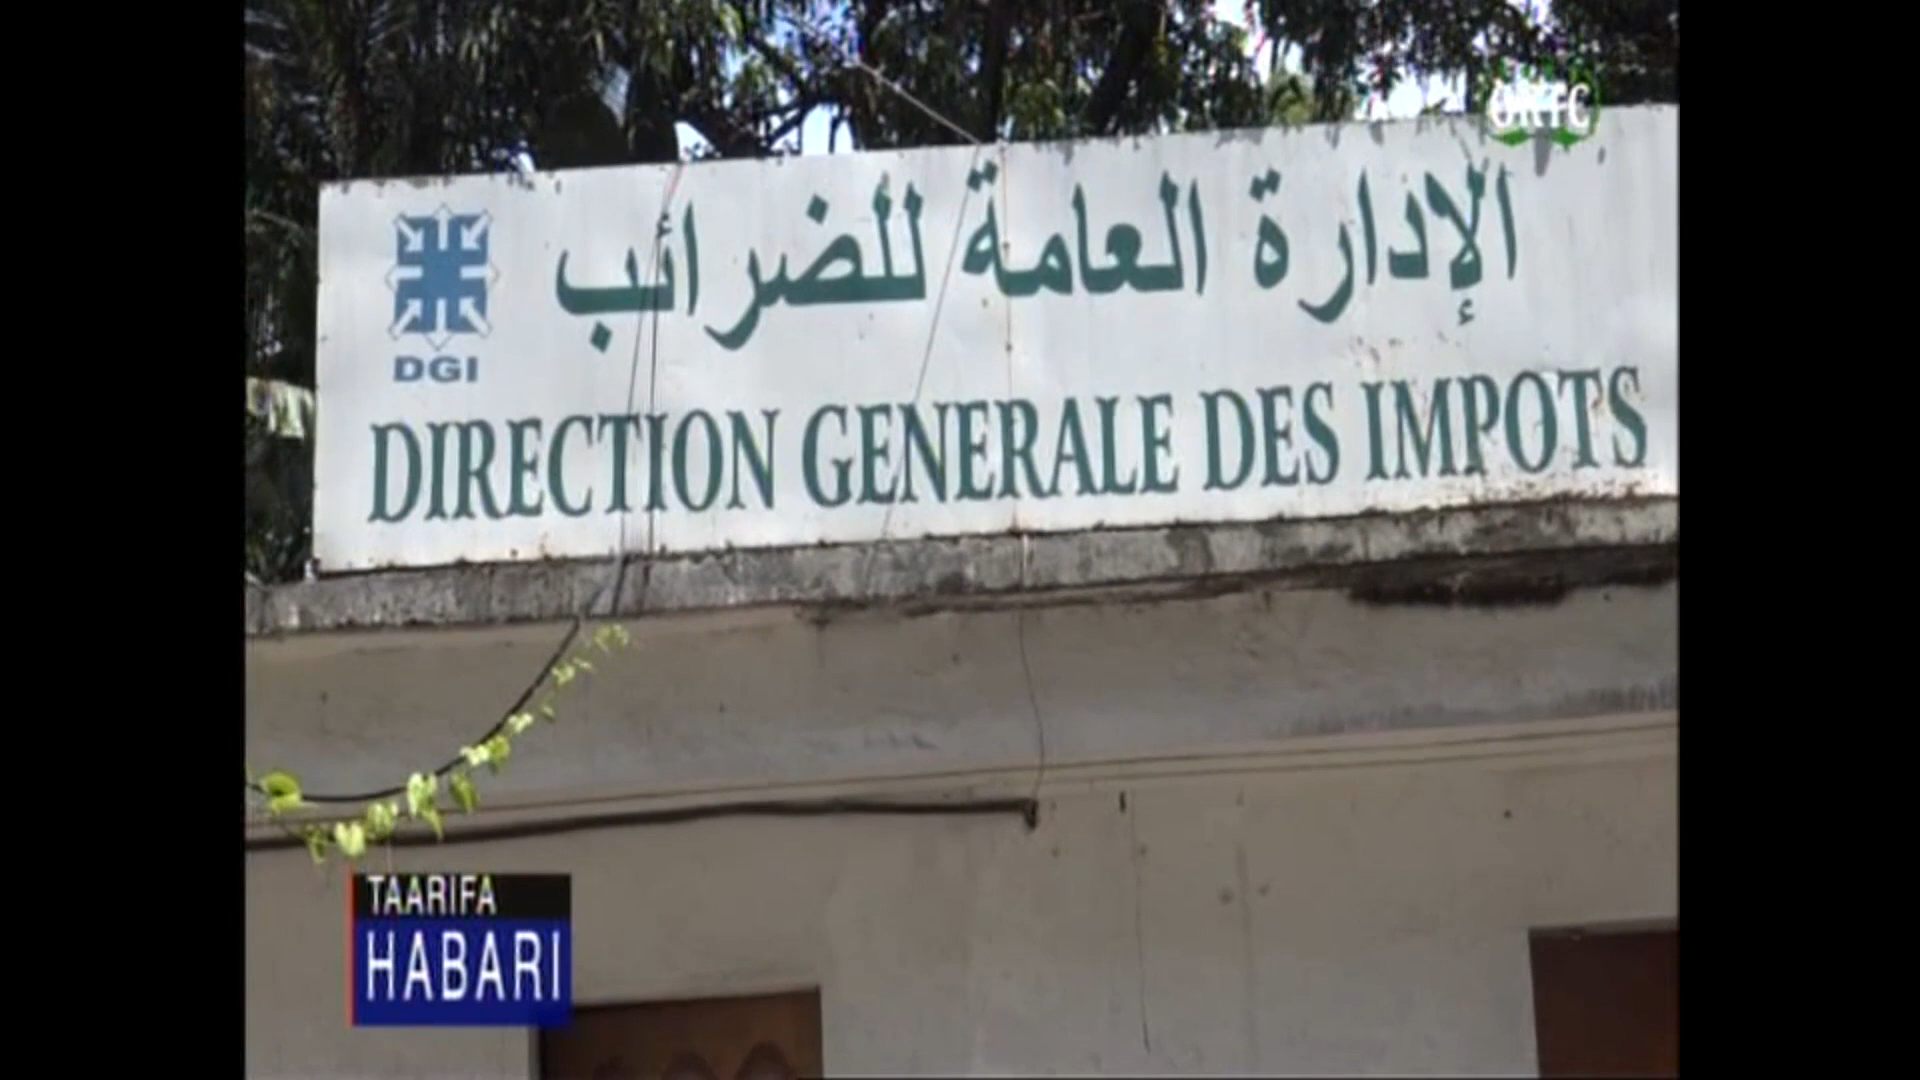 ORTC
الإدارة العامة للضرائب
DGI
DIRECTION GENERALE DES IMPOTS
TAARIFA
HABARI